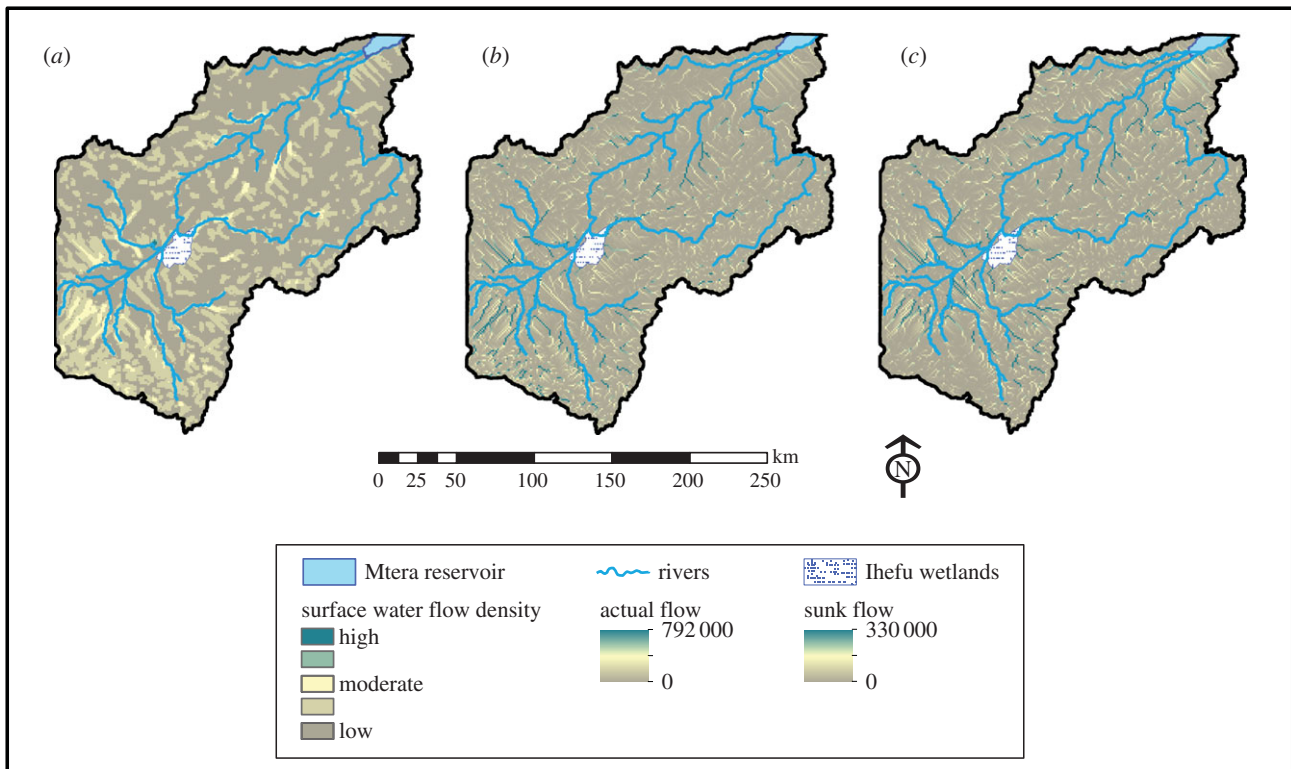 (a) (b) (c)
km
0 25 50 100 150 200 250
N
Mtera reservoir rivers Ihefu wetlands
surface water flow density actual flow sunk flow
high 792 000 330 000
moderate
0 0
low